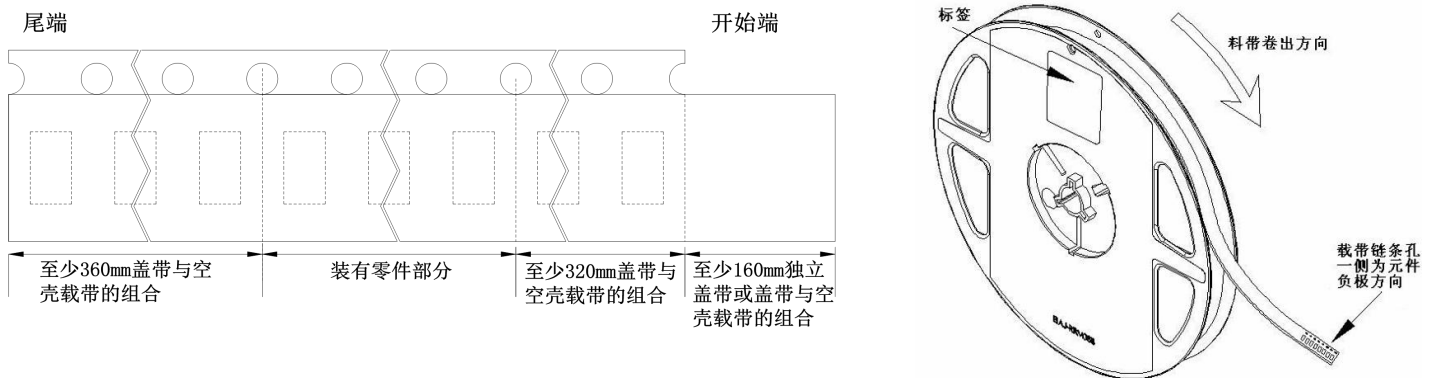 尾端
开始端
至少360mm盖带与空
壳载带的组合
装有零件部分
至少320mm盖带与
空壳载带的组合
至少160mm独立
盖带或盖带与空
壳载带的组合
标签
料带卷出方向
载带链条孔
一侧为元件
负极方向